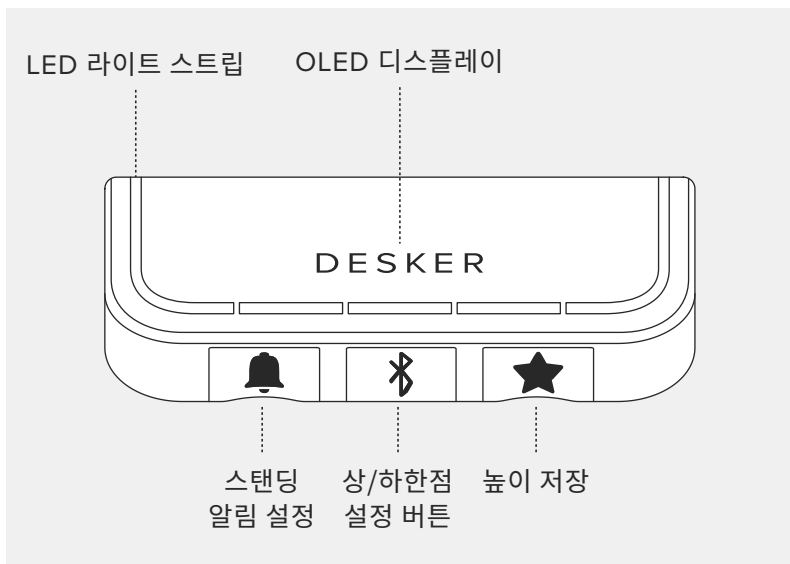 LED 라이트 스트립
OLED 디스플레이
DESKER
스탠딩
알림 설정
상/하한점
설정 버튼
높이 저장